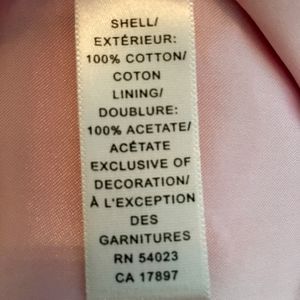 SHELL/
EXTÉRIEUR:
100% COTTON/
COTON
LINING/
DOUBLURE:
100% ACETATE/
ACÉTATE
EXCLUSIVE OF
DECORATION/
À L'EXCEPTION
DES
GARNITURES
RN 54023
CA 17897